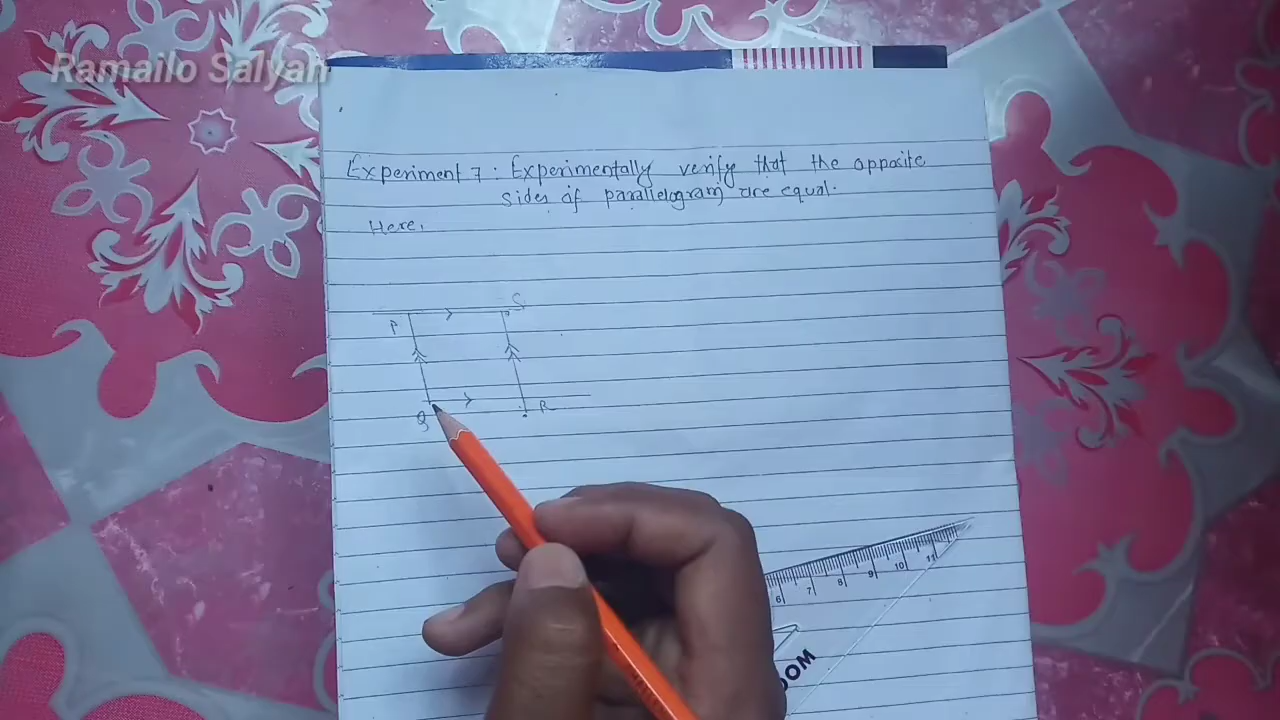 Ramailo Salyan
Experiment 7 : Experimentally verify that the opposite
sides of parallelogram are equal.
Here,
S
P
Q
R
6 7 8 9 10 11
OOM